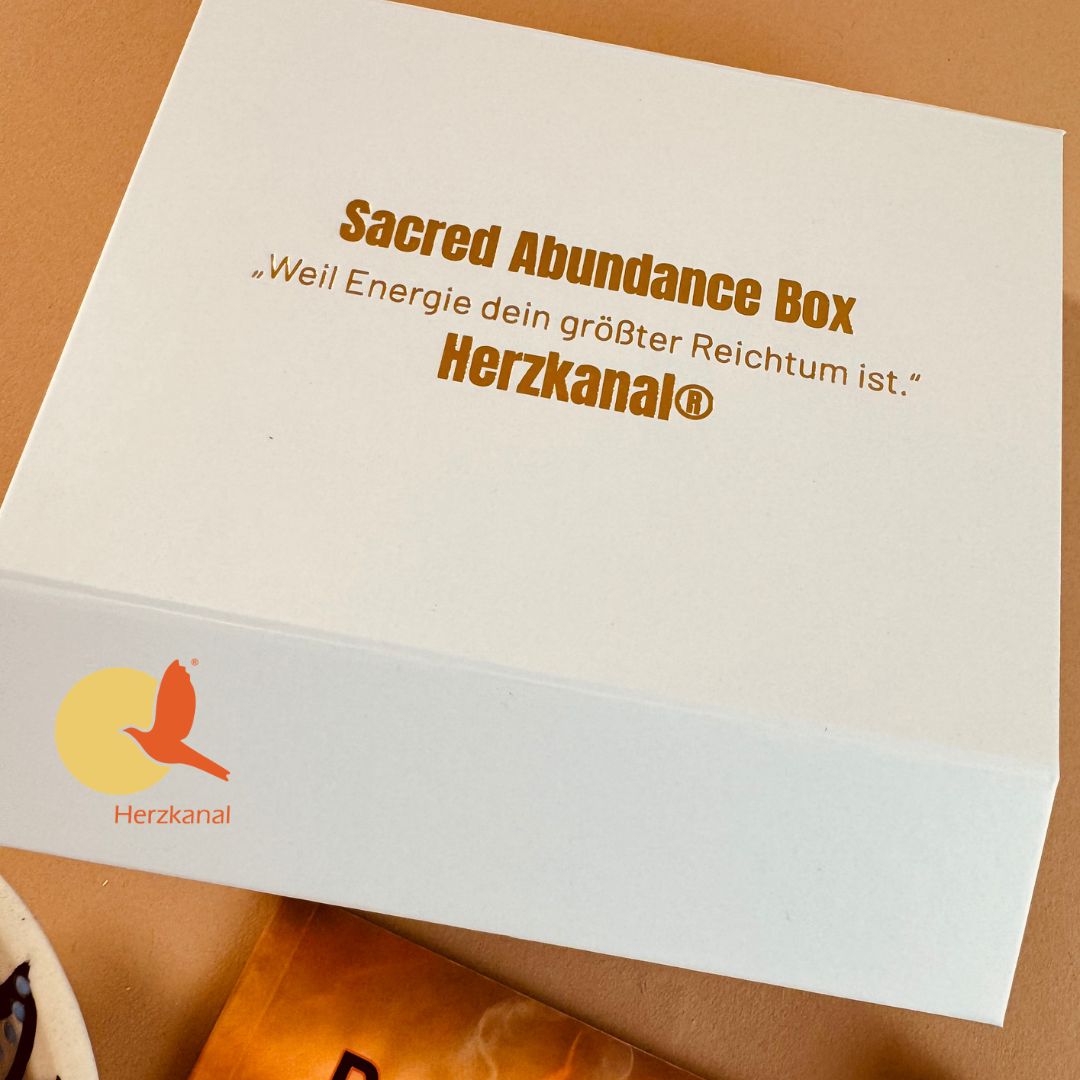 Sacred Abundance Box
„Weil Energie dein größter Reichtum ist.“
Herzkanal®
®
Herzkanal